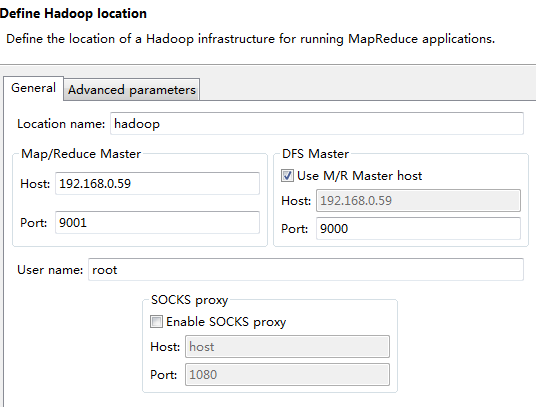 Define Hadoop location
Define the location of a Hadoop infrastructure for running MapReduce applications.
General
Advanced parameters
Location name: hadoop
Map/Reduce Master
Host: 192.168.0.59
Port: 9001
DFS Master
Use M/R Master host
Host: 192.168.0.59
Port: 9000
User name: root
SOCKS proxy
Enable SOCKS proxy
Host: host
Port: 1080